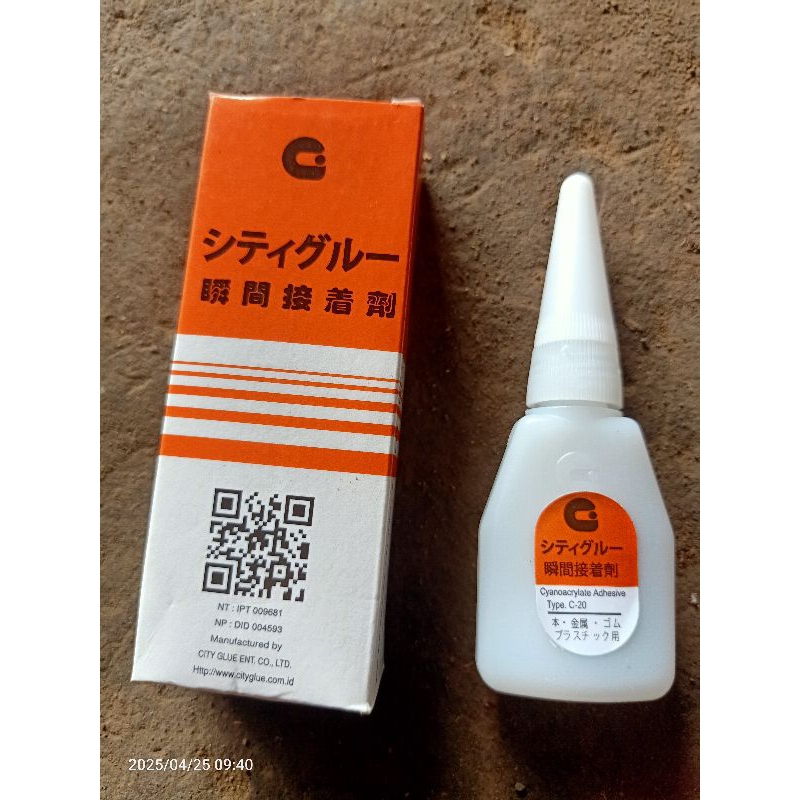 シティグルー
瞬間接着劑
NT : IPT 009681
NP : DID 004593
Manufactured by
CITY GLUE ENT. CO., LTD.
Http://www.cityglue.com.id
シティグルー
瞬間接着劑
Cyanoacrylate Adhesive
Type. C-20
本・金属・ゴム
プラスチック用
2025/04/25 09:40